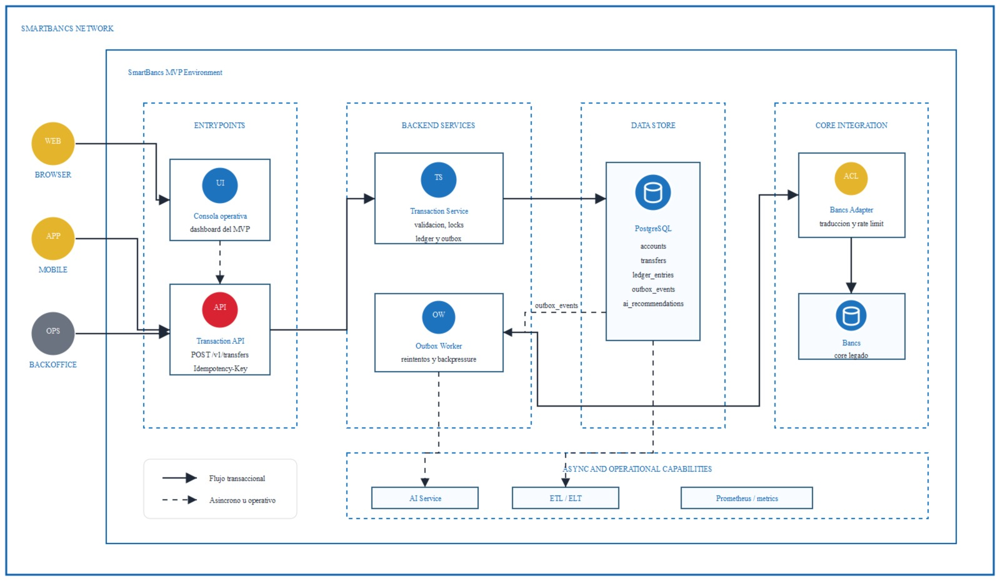 SMARTBANCS NETWORK
SmartBancs MVP Environment
WEB
BROWSER
APP
MOBILE
OPS
BACKOFFICE
ENTRYPOINTS
UI
Consola operativa
dashboard del MVP
API
Transaction API
POST /v1/transfers
Idempotency-Key
BACKEND SERVICES
TS
Transaction Service
validacion, locks
ledger y outbox
OW
Outbox Worker
reintentos y backpressure
outbox_events
DATA STORE
PostgreSQL
accounts
transfers
ledger_entries
outbox_events
ai_recommendations
CORE INTEGRATION
ACL
Bancs Adapter
traduccion y rate limit
Bancs
core legado
Flujo transaccional
Asincrono u operativo
ASYNC AND OPERATIONAL CAPABILITIES
AI Service
ETL / ELT
Prometheus / metrics